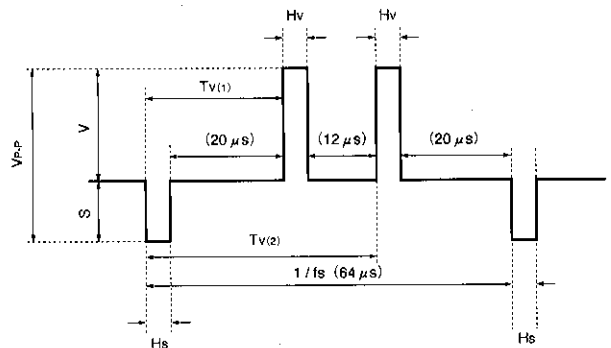 Hv
Hv
Tv(1)
VP-P
V
(20 μs)
(12 μs)
(20 μs)
S
Tv(2)
1 / fs (64 μs)
Hs
Hs